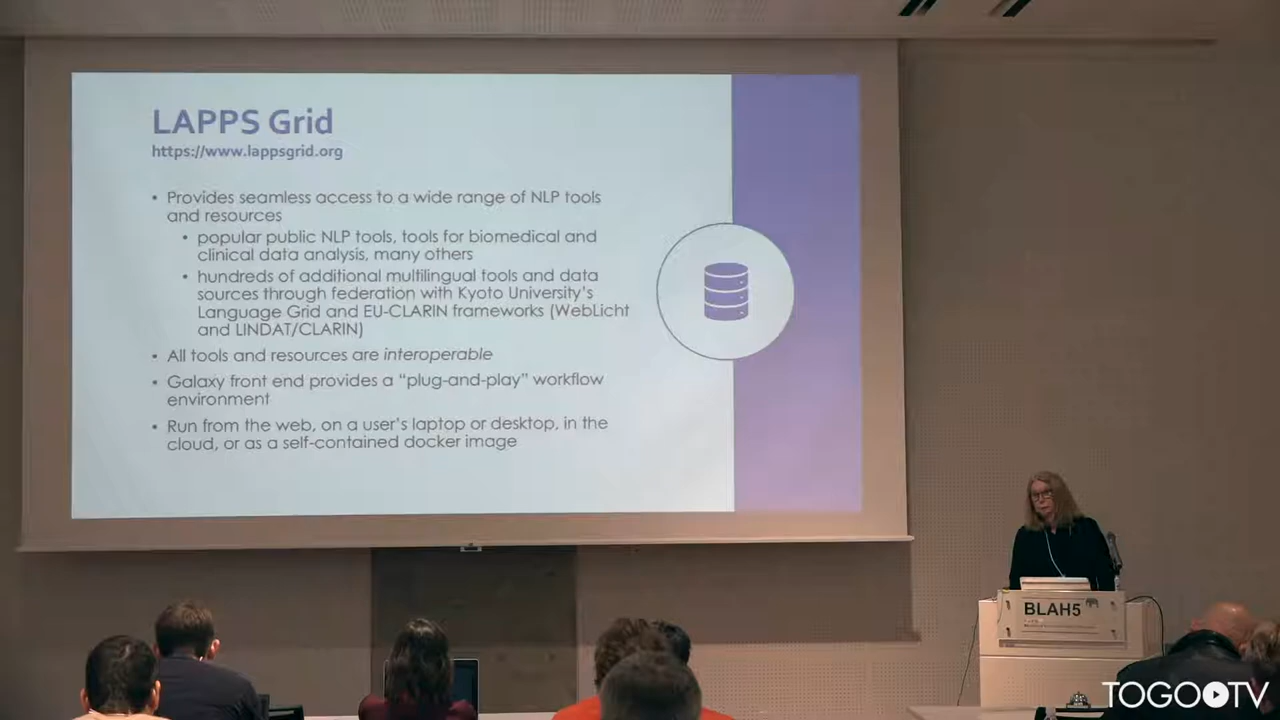 LAPPS Grid
https://www.lappsgrid.org
• Provides seamless access to a wide range of NLP tools
and resources
• popular public NLP tools, tools for biomedical and
clinical data analysis, many others
• hundreds of additional multilingual tools and data
sources through federation with Kyoto University's
Language Grid and EU-CLARIN frameworks (WebLicht
and LINDAT/CLARIN)
• All tools and resources are interoperable
• Galaxy front end provides a “plug-and-play” workflow
environment
• Run from the web, on a user's laptop or desktop, in the
cloud, or as a self-contained docker image
BLAH5
TOGOTV